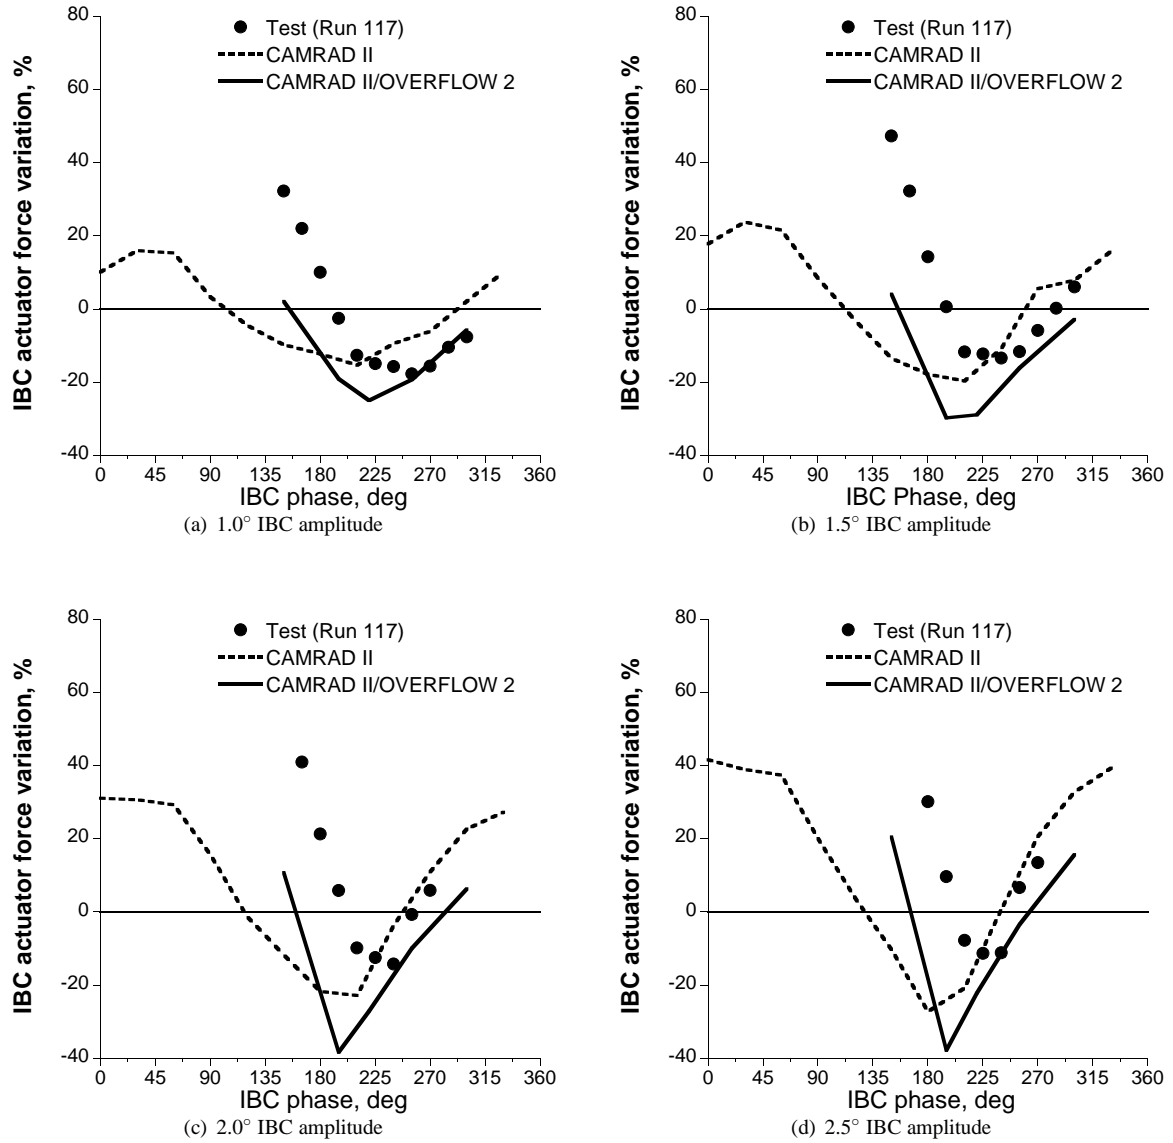 IBC actuator force variation, %
80
60
40
20
0
-20
-40
Test (Run 117)
CAMRAD II
CAMRAD II/OVERFLOW 2
0 45 90 135 180 225 270 315 360
IBC phase, deg
(a) 1.0° IBC amplitude
IBC actuator force variation, %
80
60
40
20
0
-20
-40
Test (Run 117)
CAMRAD II
CAMRAD II/OVERFLOW 2
0 45 90 135 180 225 270 315 360
IBC Phase, deg
(b) 1.5° IBC amplitude
IBC actuator force variation, %
80
60
40
20
0
-20
-40
Test (Run 117)
CAMRAD II
CAMRAD II/OVERFLOW 2
0 45 90 135 180 225 270 315 360
IBC phase, deg
(c) 2.0° IBC amplitude
IBC actuator force variation, %
80
60
40
20
0
-20
-40
Test (Run 117)
CAMRAD II
CAMRAD II/OVERFLOW 2
0 45 90 135 180 225 270 315 360
IBC phase, deg
(d) 2.5° IBC amplitude